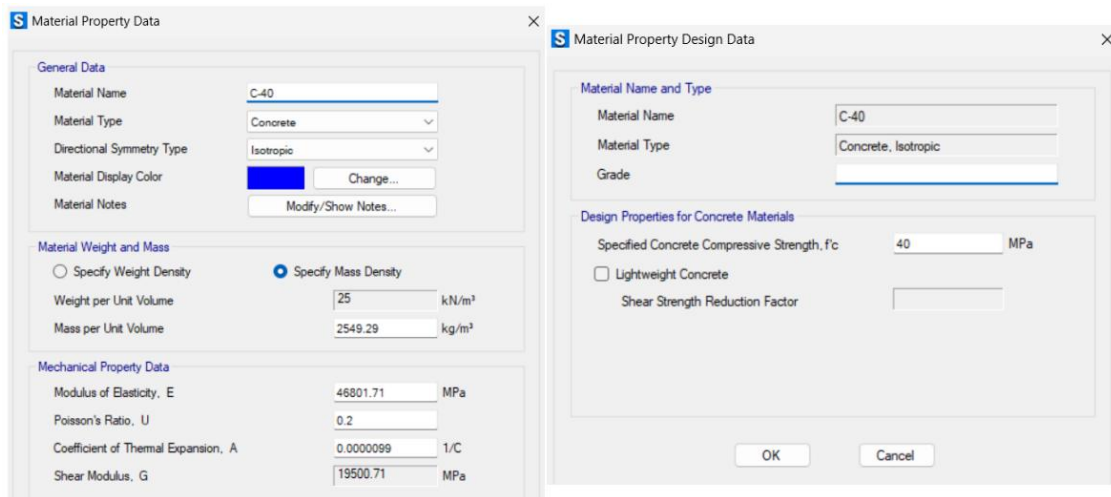 S Material Property Data
General Data
Material Name C-40
Material Type Concrete
Directional Symmetry Type Isotropic
Material Display Color Change...
Material Notes Modify/Show Notes...
Material Weight and Mass
Specify Weight Density Specify Mass Density
Weight per Unit Volume 25 kN/m³
Mass per Unit Volume 2549.29 kg/m³
Mechanical Property Data
Modulus of Elasticity, E 46801.71 MPa
Poisson's Ratio, U 0.2
Coefficient of Thermal Expansion, A 0.0000099 1/C
Shear Modulus, G 19500.71 MPa
S Material Property Design Data
Material Name and Type
Material Name C-40
Material Type Concrete, Isotropic
Grade
Design Properties for Concrete Materials
Specified Concrete Compressive Strength, f'c 40 MPa
Lightweight Concrete
Shear Strength Reduction Factor
OK Cancel